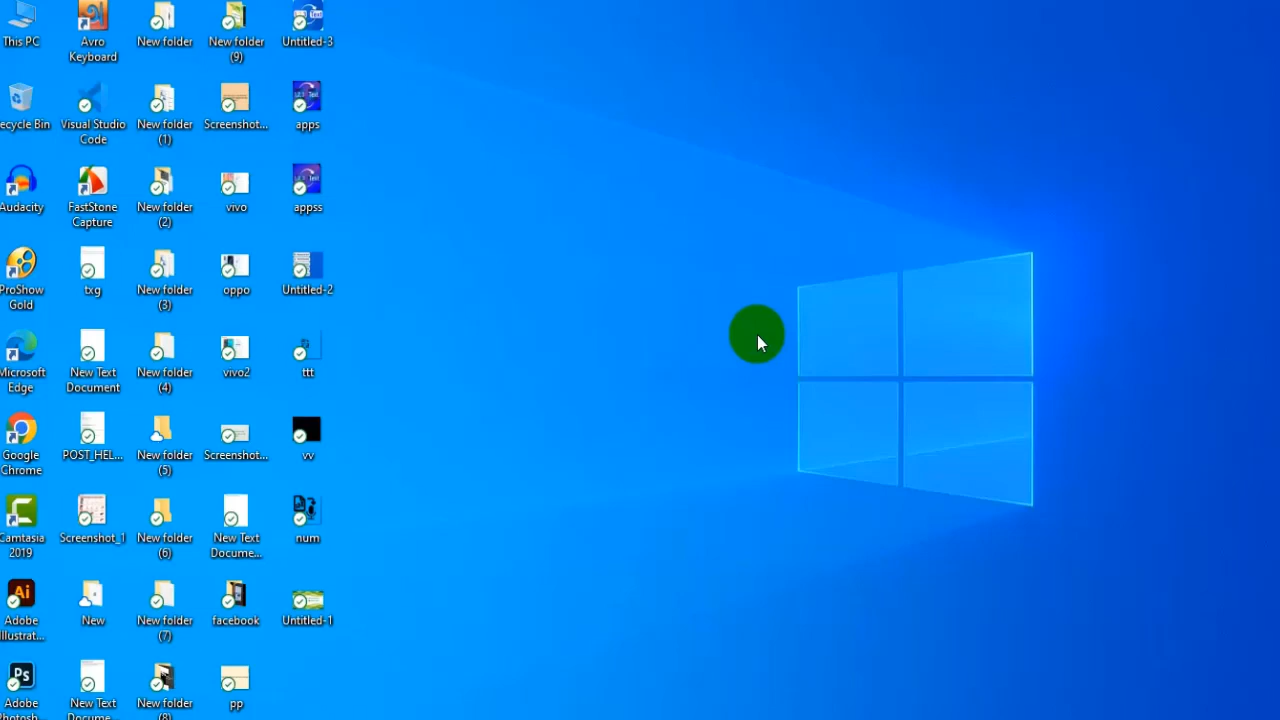 This PC
Avro
Keyboard
New folder
New folder
(9)
Untitled-3
ecycle Bin
Visual Studio
Code
New folder
(1)
Screenshot...
apps
Audacity
FastStone
Capture
New folder
(2)
vivo
appss
ProShow
Gold
txg
New folder
(3)
oppo
Untitled-2
Microsoft
Edge
New Text
Document
New folder
(4)
vivo2
ttt
Google
Chrome
POST_HEL...
New folder
(5)
Screenshot...
vv
Camtasia
2019
Screenshot_1
New folder
(6)
New Text
Docume...
num
Ai
Adobe
Illustrat...
New
New folder
(7)
facebook
Untitled-1
Ps
Adobe
Photosh...
New Text
Docume...
New folder
(8)
pp